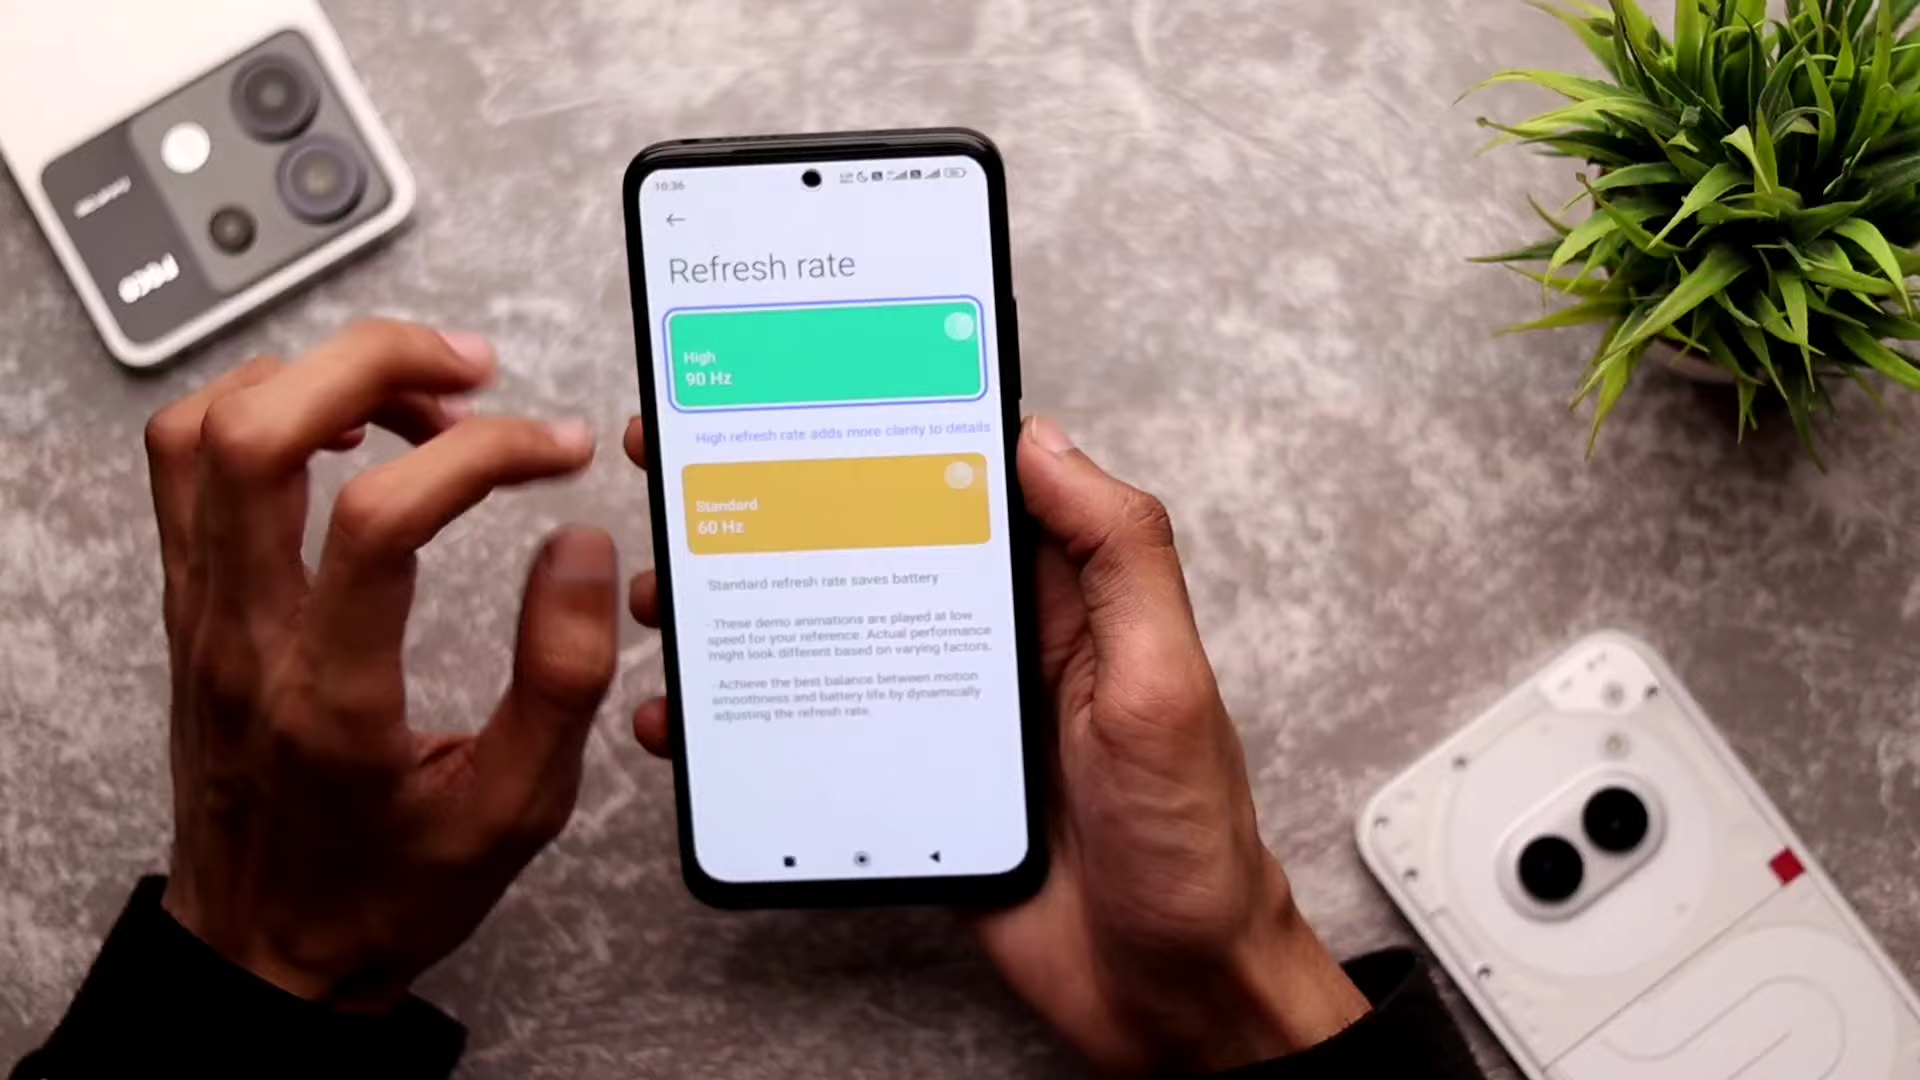 10:36
Refresh rate
High
90 Hz
High refresh rate adds more clarity to details
Standard
60 Hz
Standard refresh rate saves battery
- These demo animations are played at low
speed for your reference. Actual performance
might look different based on varying factors.
- Achieve the best balance between motion
smoothness and battery life by dynamically
adjusting the refresh rate.
POCO